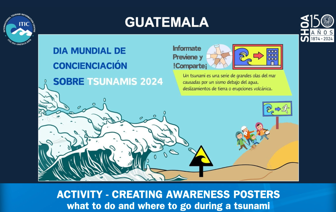 GUATEMALA
ITIC
SHOA
150
AÑOS
1874 - 2024
DIA MUNDIAL DE
CONCIENCIACIÓN
SOBRE TSUNAMIS 2024
Informate
Previene y
!Comparte¡
Un tsunami es una serie de grandes olas del mar
causadas por un sismo debajo del agua,
deslizamientos de tierra o erupciones volcánica.
ACTIVITY - CREATING AWARENESS POSTERS
what to do and where to go during a tsunami